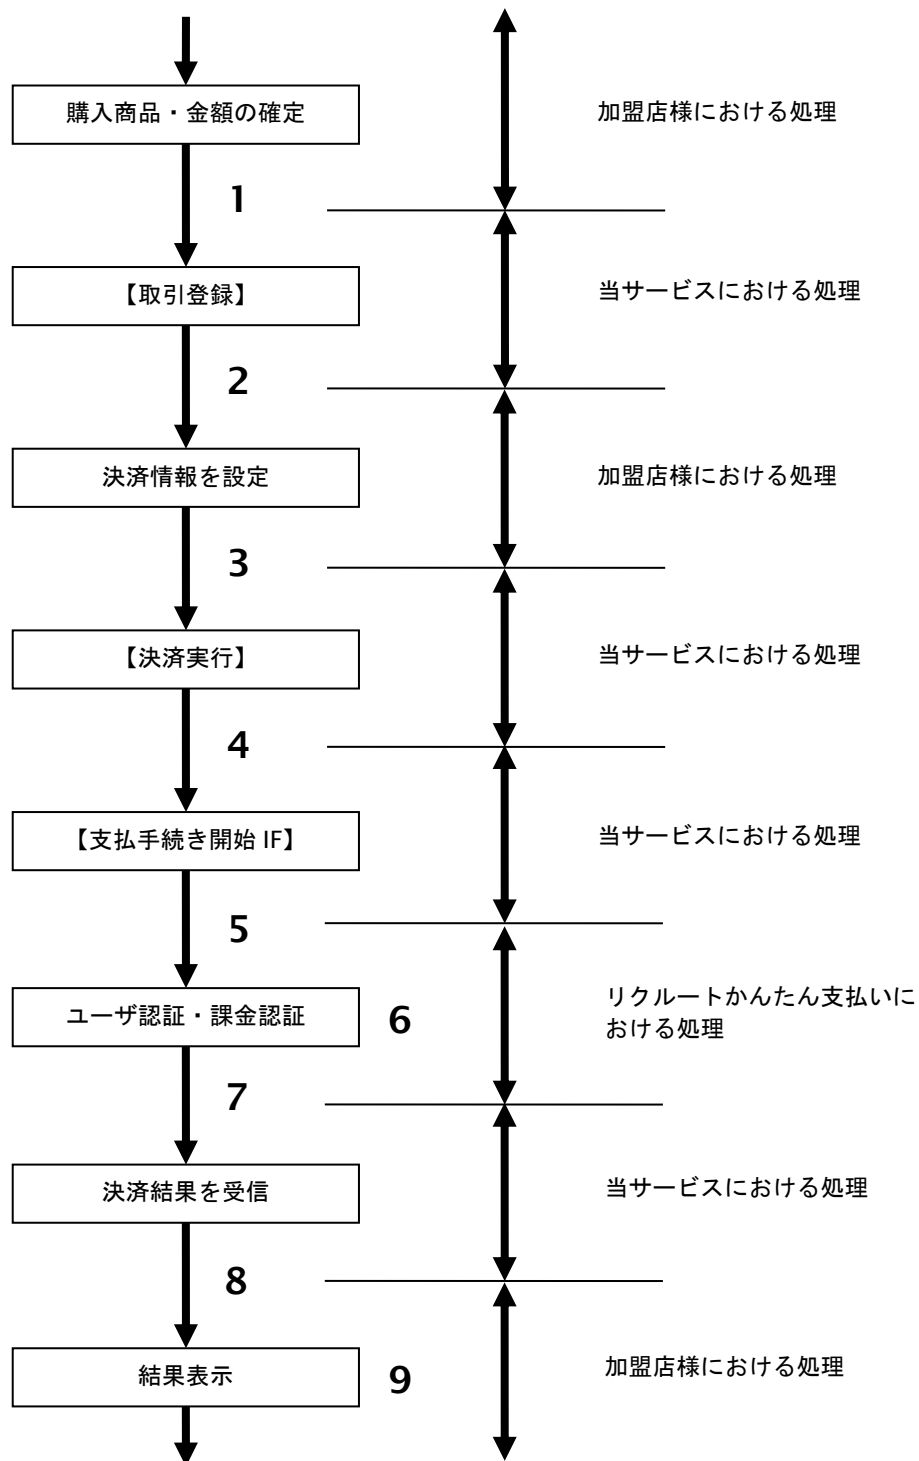 購入商品・金額の確定
加盟店様における処理
1
【取引登録】
当サービスにおける処理
2
決済情報を設定
加盟店様における処理
3
【決済実行】
当サービスにおける処理
4
【支払手続き開始 IF】
当サービスにおける処理
5
ユーザ認証・課金認証
6
リクルートかんたん支払いに
おける処理
7
決済結果を受信
当サービスにおける処理
8
結果表示
9
加盟店様における処理